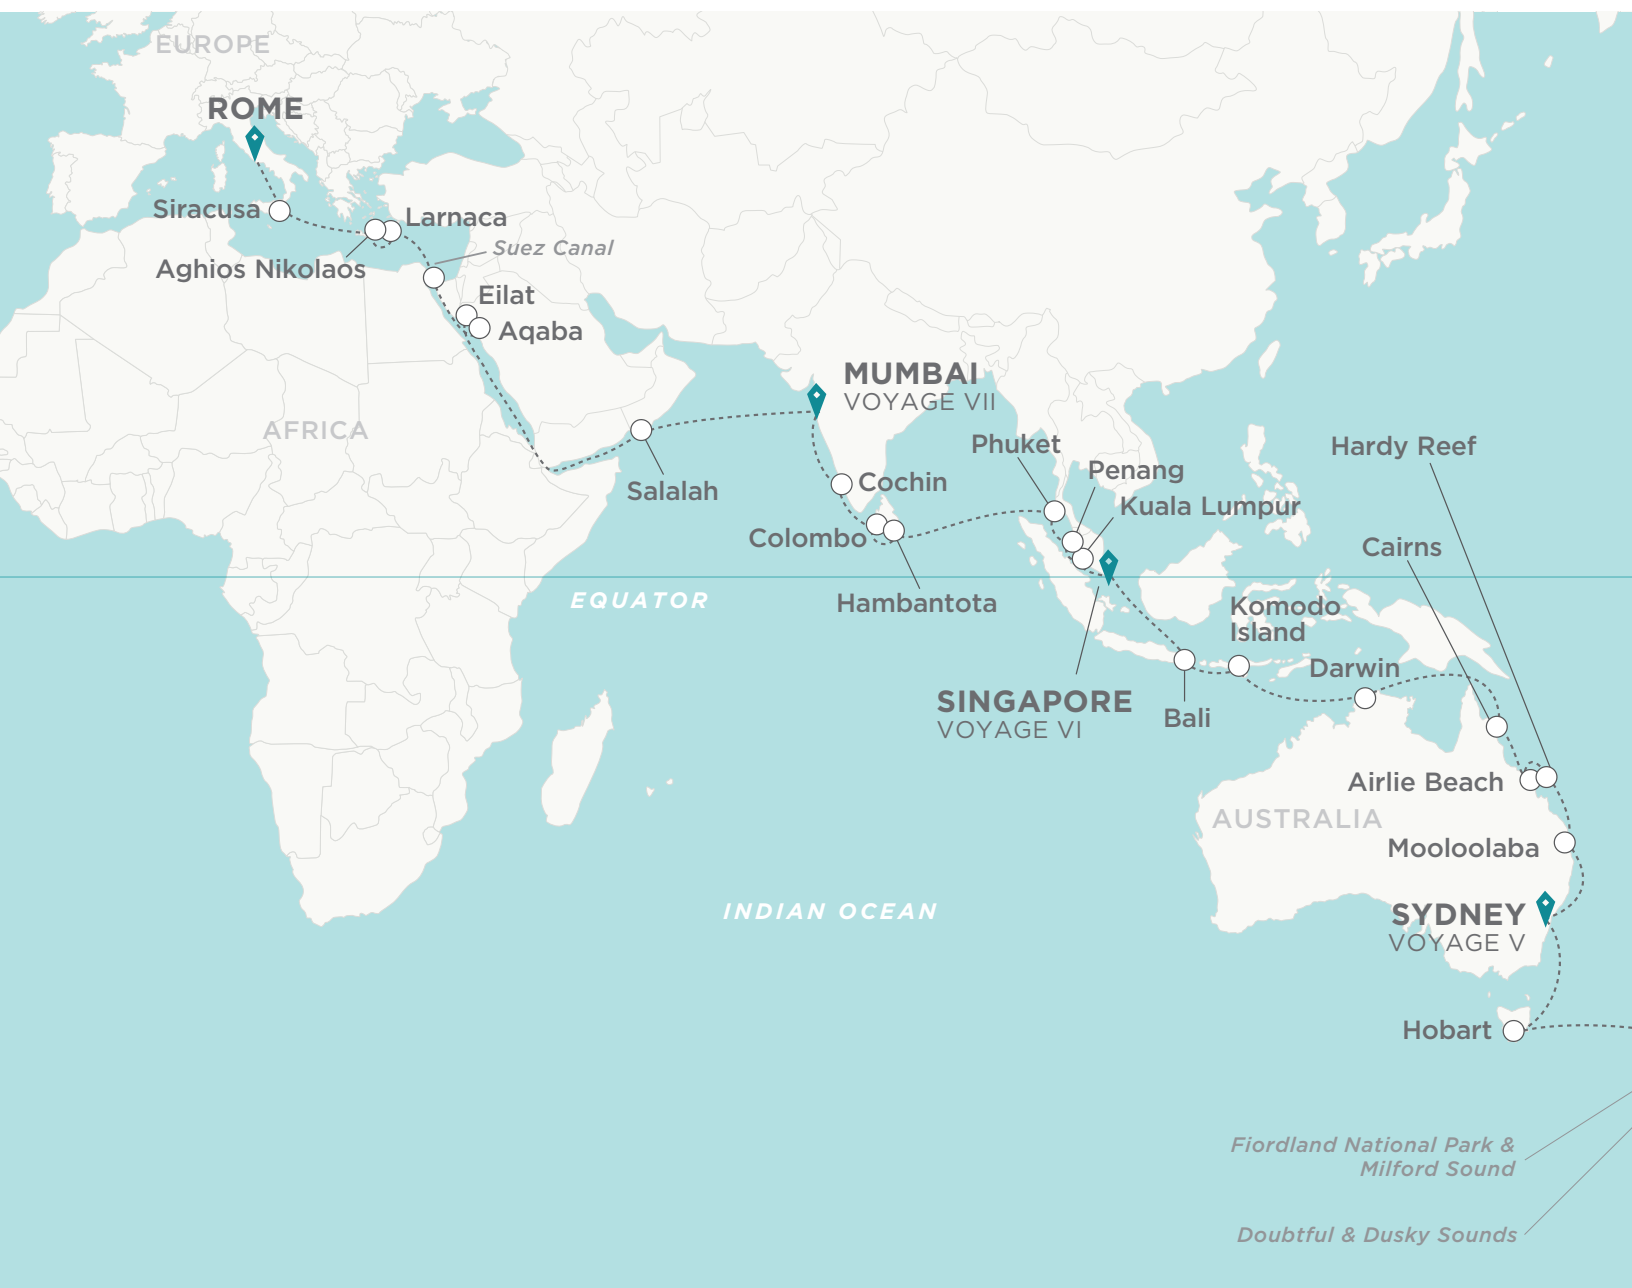 EUROPE
ROME
Siracusa
Larnaca
Suez Canal
Aghios Nikolaos
Eilat
Aqaba
MUMBAI
VOYAGE VII
AFRICA
Phuket
Hardy Reef
Penang
Salalah
Cochin
Kuala Lumpur
Colombo
Cairns
EQUATOR
Hambantota
Komodo
Island
Darwin
SINGAPORE
VOYAGE VI
Bali
Airlie Beach
AUSTRALIA
Mooloolaba
INDIAN OCEAN
SYDNEY
VOYAGE V
Hobart
Fiordland National Park &
Milford Sound
Doubtful & Dusky Sounds